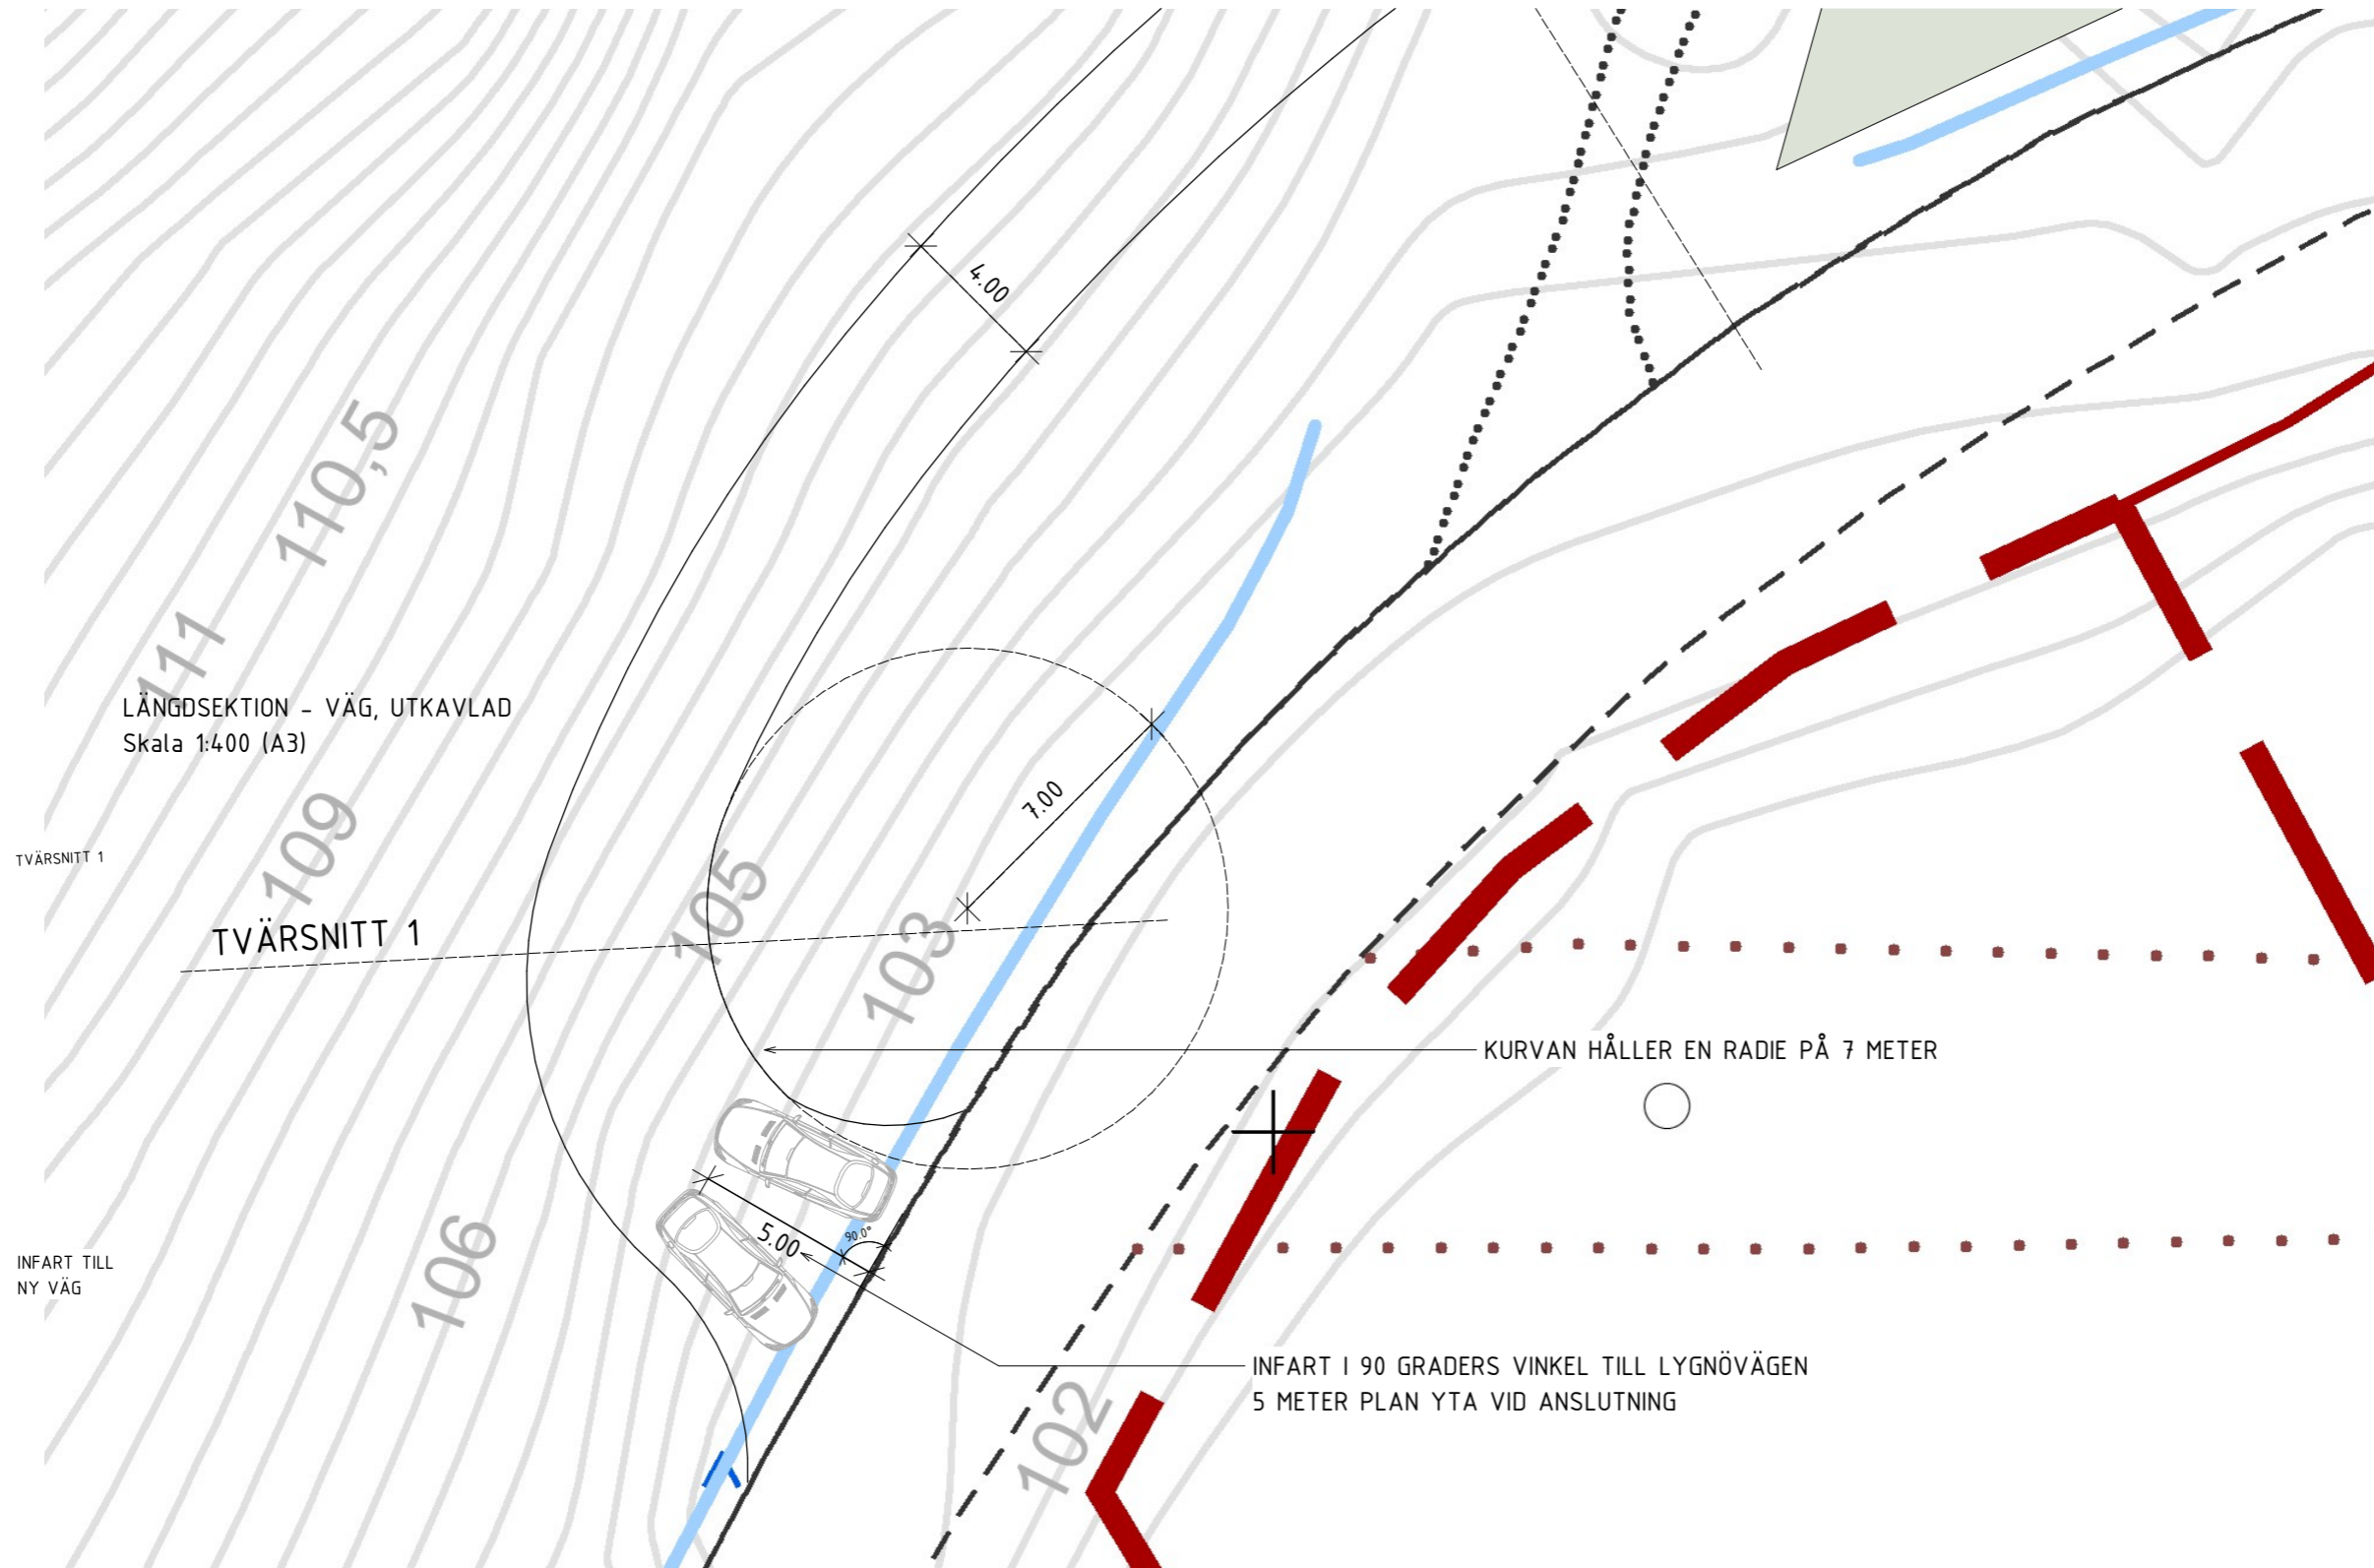 4.00
110,5
111
LÄNGDSEKTION - VÄG, UTKAVLAD
Skala 1:400 (A3)
7.00
109
TVÄRSNITT 1
105
TVÄRSNITT 1
103
KURVAN HÅLLER EN RADIE PÅ 7 METER
106
5.00
90.0°
INFART TILL
NY VÄG
INFART I 90 GRADERS VINKEL TILL LYGNÖVÄGEN
5 METER PLAN YTA VID ANSLUTNING
102